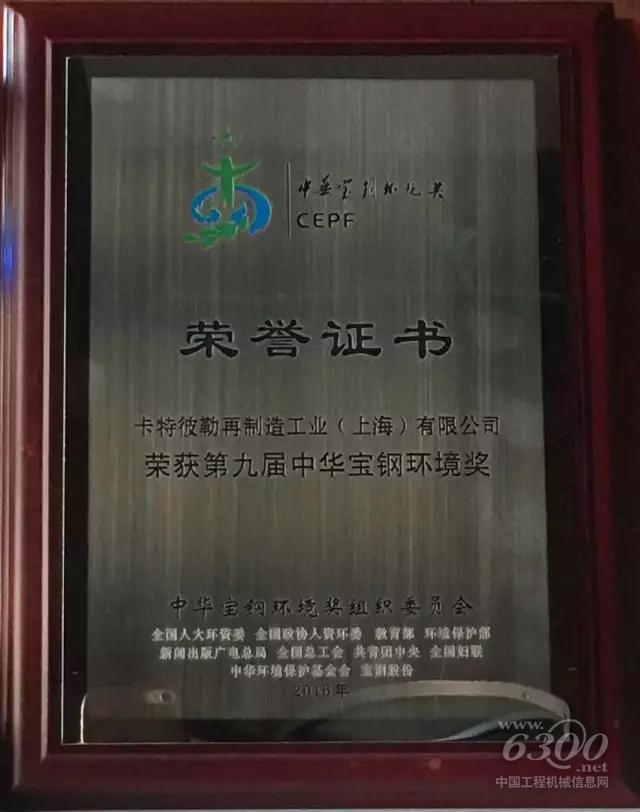 中华宝钢环境奖
CEPF
荣誉证书
卡特彼勒再制造工业（上海）有限公司
荣获第九届中华宝钢环境奖
中华宝钢环境奖组织委员会
全国人大环资委 全国政协人资环委 教育部 环境保护部
新闻出版广电总局 全国总工会 共青团中央 全国妇联
中华环境保护基金会 宝钢股份
2016年
www.
6300
.net
中国工程机械信息网